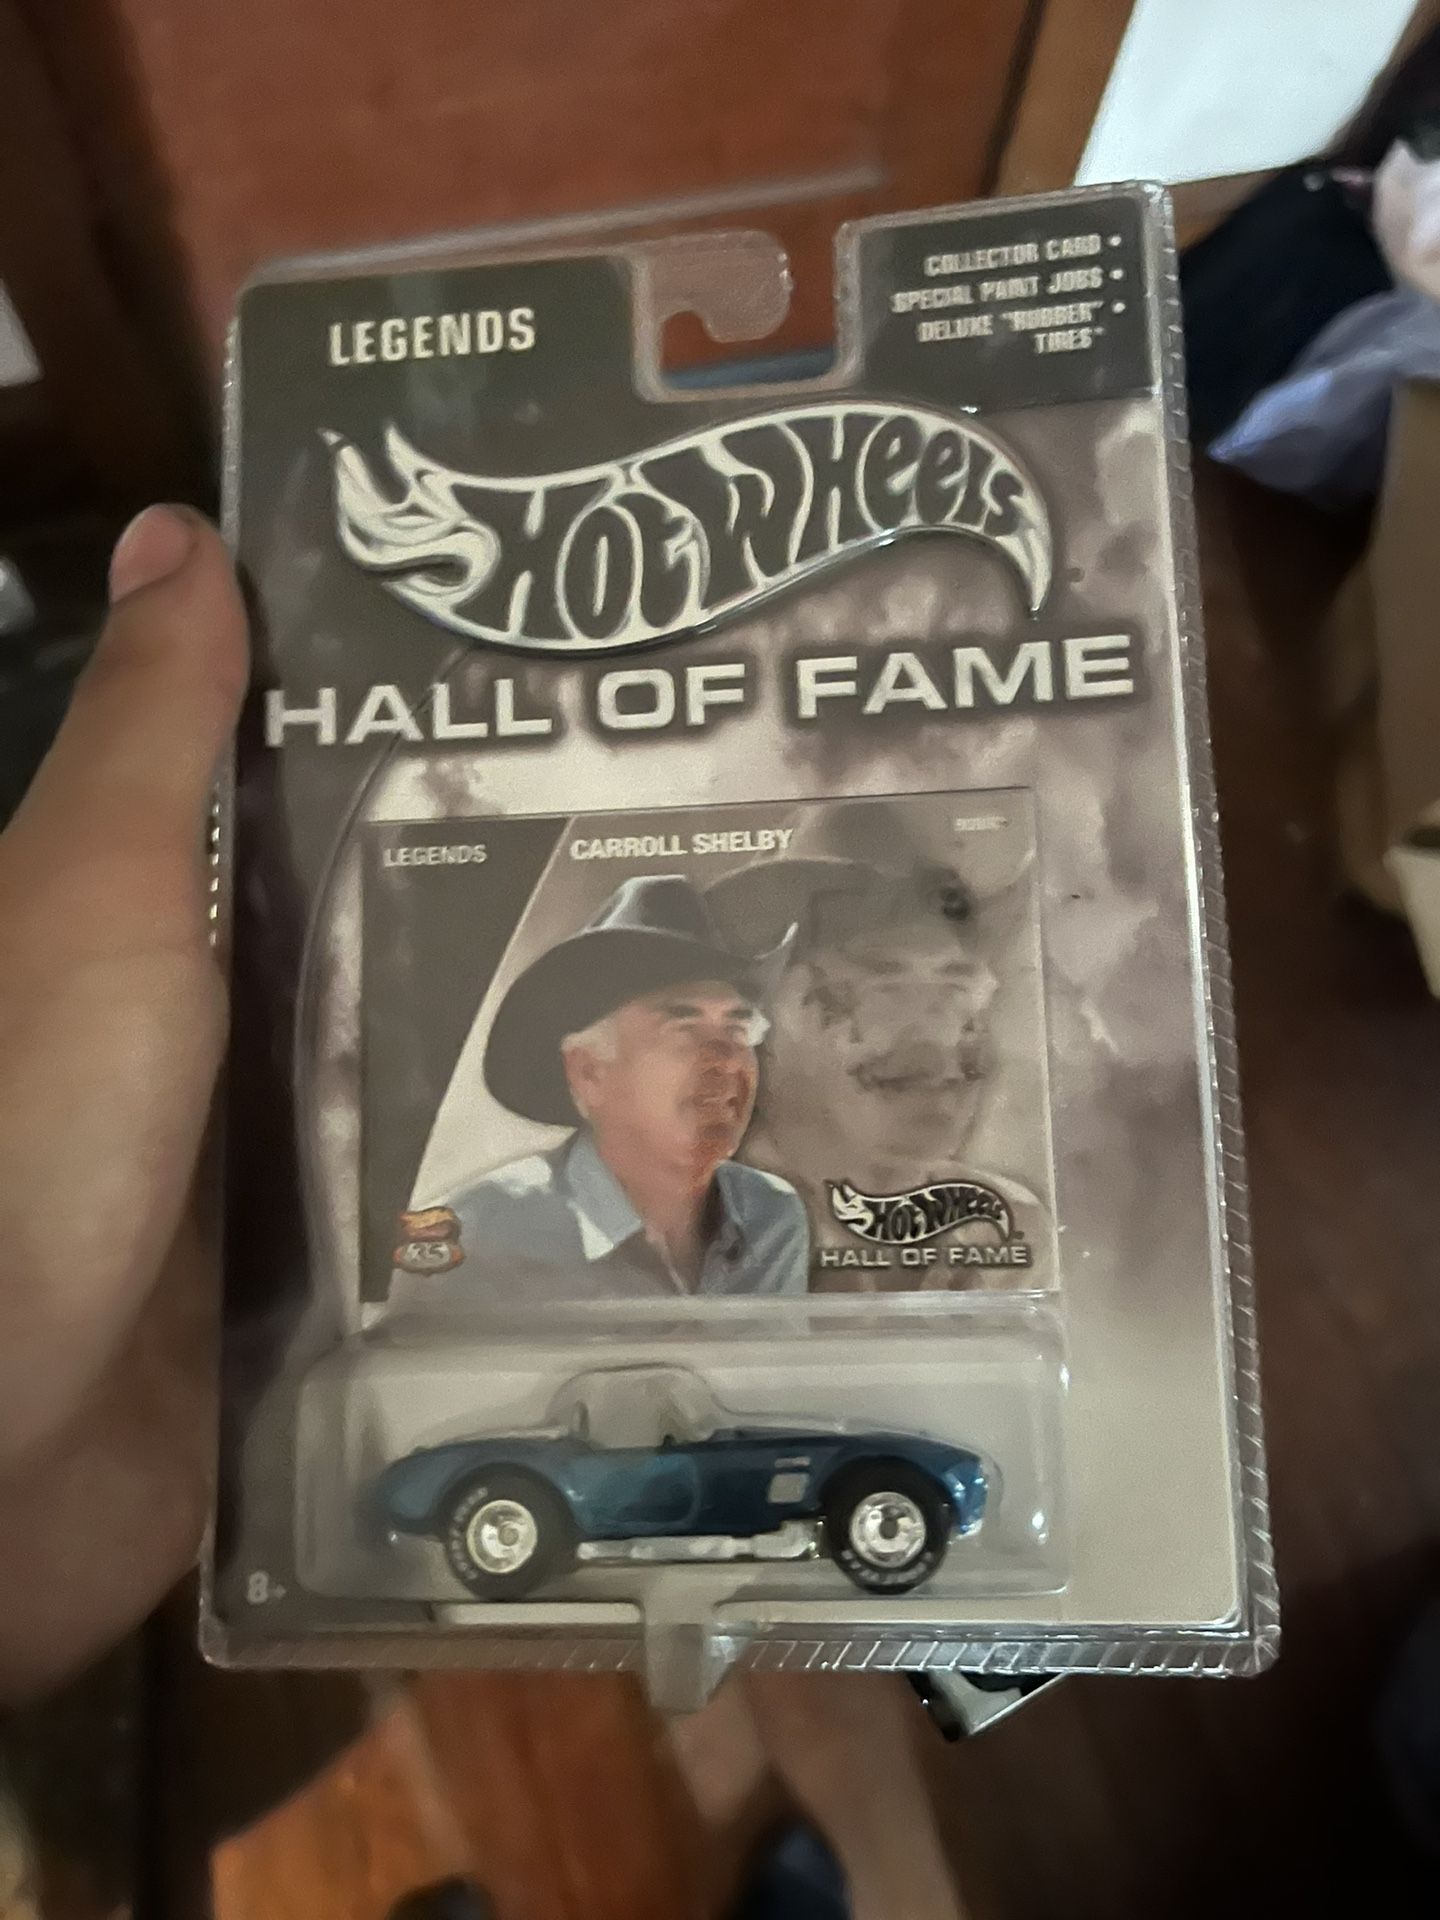 LEGENDS
COLLECTOR CARD •
SPECIAL PAINT JOBS •
DELUXE "RUBBER" •
TIRES*
HOT WHEELS
HALL OF FAME
LEGENDS
CARROLL SHELBY
35
HOT WHEELS
HALL OF FAME
GOODYEAR
8+